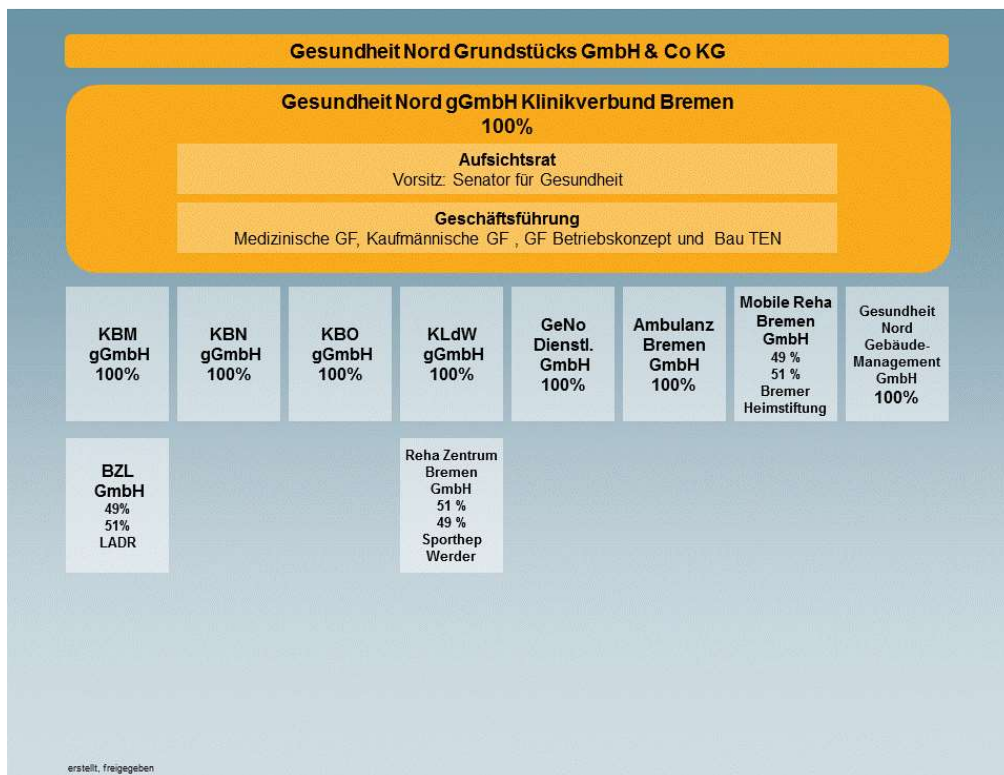 Gesundheit Nord Grundstücks GmbH & Co KG
Gesundheit Nord gGmbH Klinikverbund Bremen
100%
Aufsichtsrat
Vorsitz: Senator für Gesundheit
Geschäftsführung
Medizinische GF, Kaufmännische GF , GF Betriebskonzept und Bau TEN
KBM
gGmbH
100%
KBN
gGmbH
100%
KBO
gGmbH
100%
KLdW
gGmbH
100%
GeNo
Dienstl.
GmbH
100%
Ambulanz
Bremen
GmbH
100%
Mobile Reha
Bremen
GmbH
49 %
51 %
Bremer
Heimstiftung
Gesundheit
Nord
Gebäude-
Management
GmbH
100%
BZL
GmbH
49%
51%
LADR
Reha Zentrum
Bremen
GmbH
51 %
49 %
Sporthep
Werder
erstellt, freigegeben